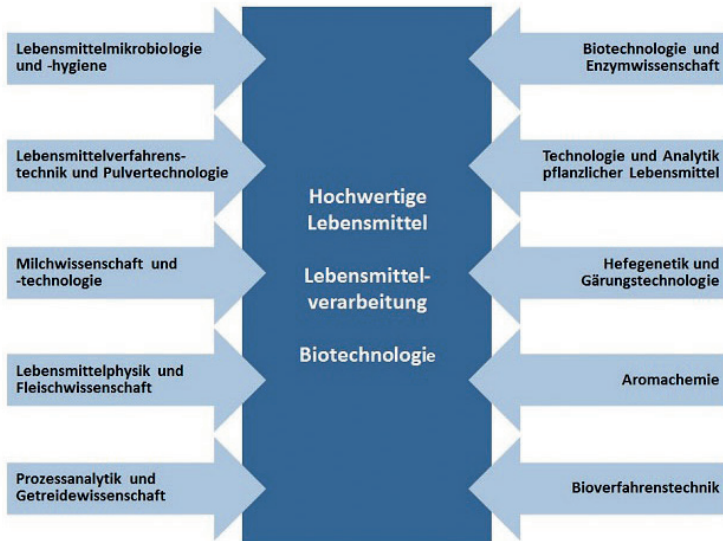 Lebensmittelmikrobiologie
und -hygiene
Lebensmittelverfahrens-
technik und Pulvertechnologie
Milchwissenschaft und
-technologie
Lebensmittelphysik und
Fleischwissenschaft
Prozessanalytik und
Getreidewissenschaft
Hochwertige
Lebensmittel
Lebensmittel-
verarbeitung
Biotechnologie
Biotechnologie und
Enzymwissenschaft
Technologie und Analytik
pflanzlicher Lebensmittel
Hefegenetik und
Gärungstechnologie
Aromachemie
Bioverfahrenstechnik